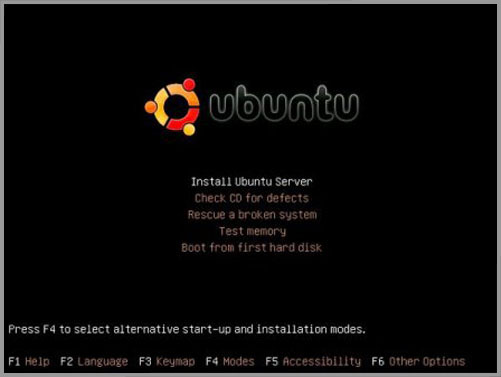 ubuntu
Install Ubuntu Server
Check CD for defects
Rescue a broken system
Test memory
Boot from first hard disk
Press F4 to select alternative start-up and installation modes.
F1 Help F2 Language F3 Keymap F4 Modes F5 Accessibility F6 Other Options